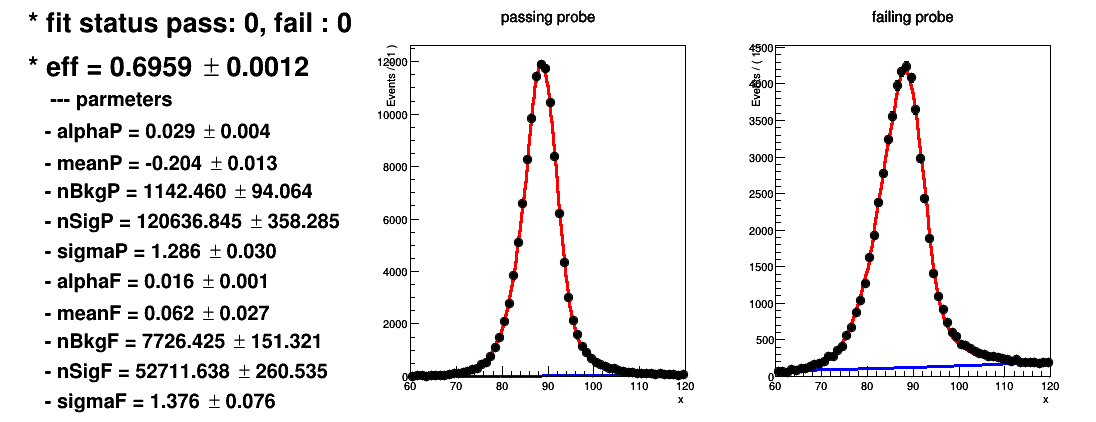 * fit status pass: 0, fail : 0
* eff = 0.6959 ± 0.0012
--- parmeters
- alphaP = 0.029 ± 0.004
- meanP = -0.204 ± 0.013
- nBkgP = 1142.460 ± 94.064
- nSigP = 120636.845 ± 358.285
- sigmaP = 1.286 ± 0.030
- alphaF = 0.016 ± 0.001
- meanF = 0.062 ± 0.027
- nBkgF = 7726.425 ± 151.321
- nSigF = 52711.638 ± 260.535
- sigmaF = 1.376 ± 0.076
passing probe
Events / ( 1 )
12000
10000
8000
6000
4000
2000
0
60 70 80 90 100 110 120
x
failing probe
Events / ( 1 )
4500
4000
3500
3000
2500
2000
1500
1000
500
0
60 70 80 90 100 110 120
x